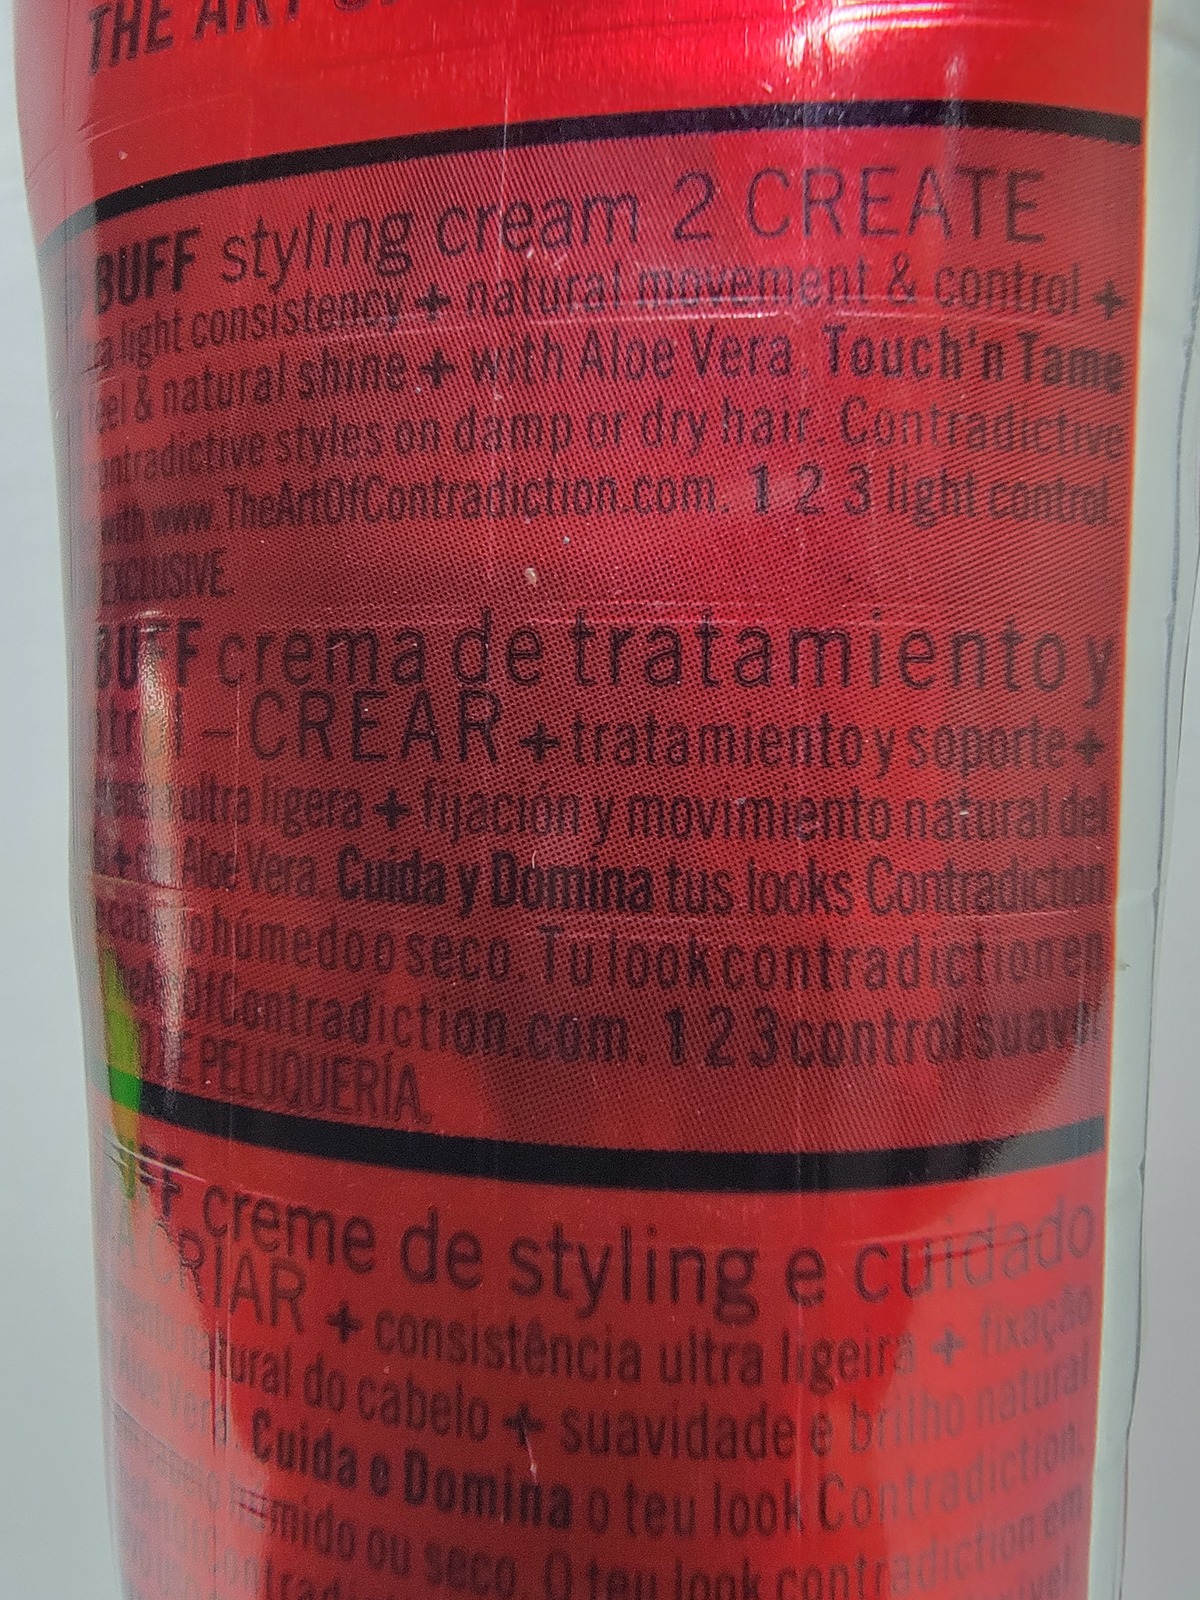 THE ART
BUFF styling cream 2 CREATE
light consistency + natural movement & control +
feel & natural shine + with Aloe Vera. Touch'n Tame
contradictive styles on damp or dry hair. Contradictive
with www.TheArtOfContradiction.com. 1 2 3 light control.
EXCLUSIVE.
BUFF crema de tratamiento y
– CREAR + tratamiento y soporte +
ultra ligera + fijación y movimiento natural del
+ Aloe Vera. Cuida y Domina tus looks Contradiction
húmedo o seco. Tu look contradiction en
OfContradiction.com. 1 2 3 control suave.
PELUQUERÍA.
creme de styling e cuidado
CRIAR + consistência ultra ligeira + fixação
natural do cabelo + suavidade e brilho natural
Aloe Vera. Cuida e Domina o teu look Contradiction.
ou seco. O teu look contradiction em